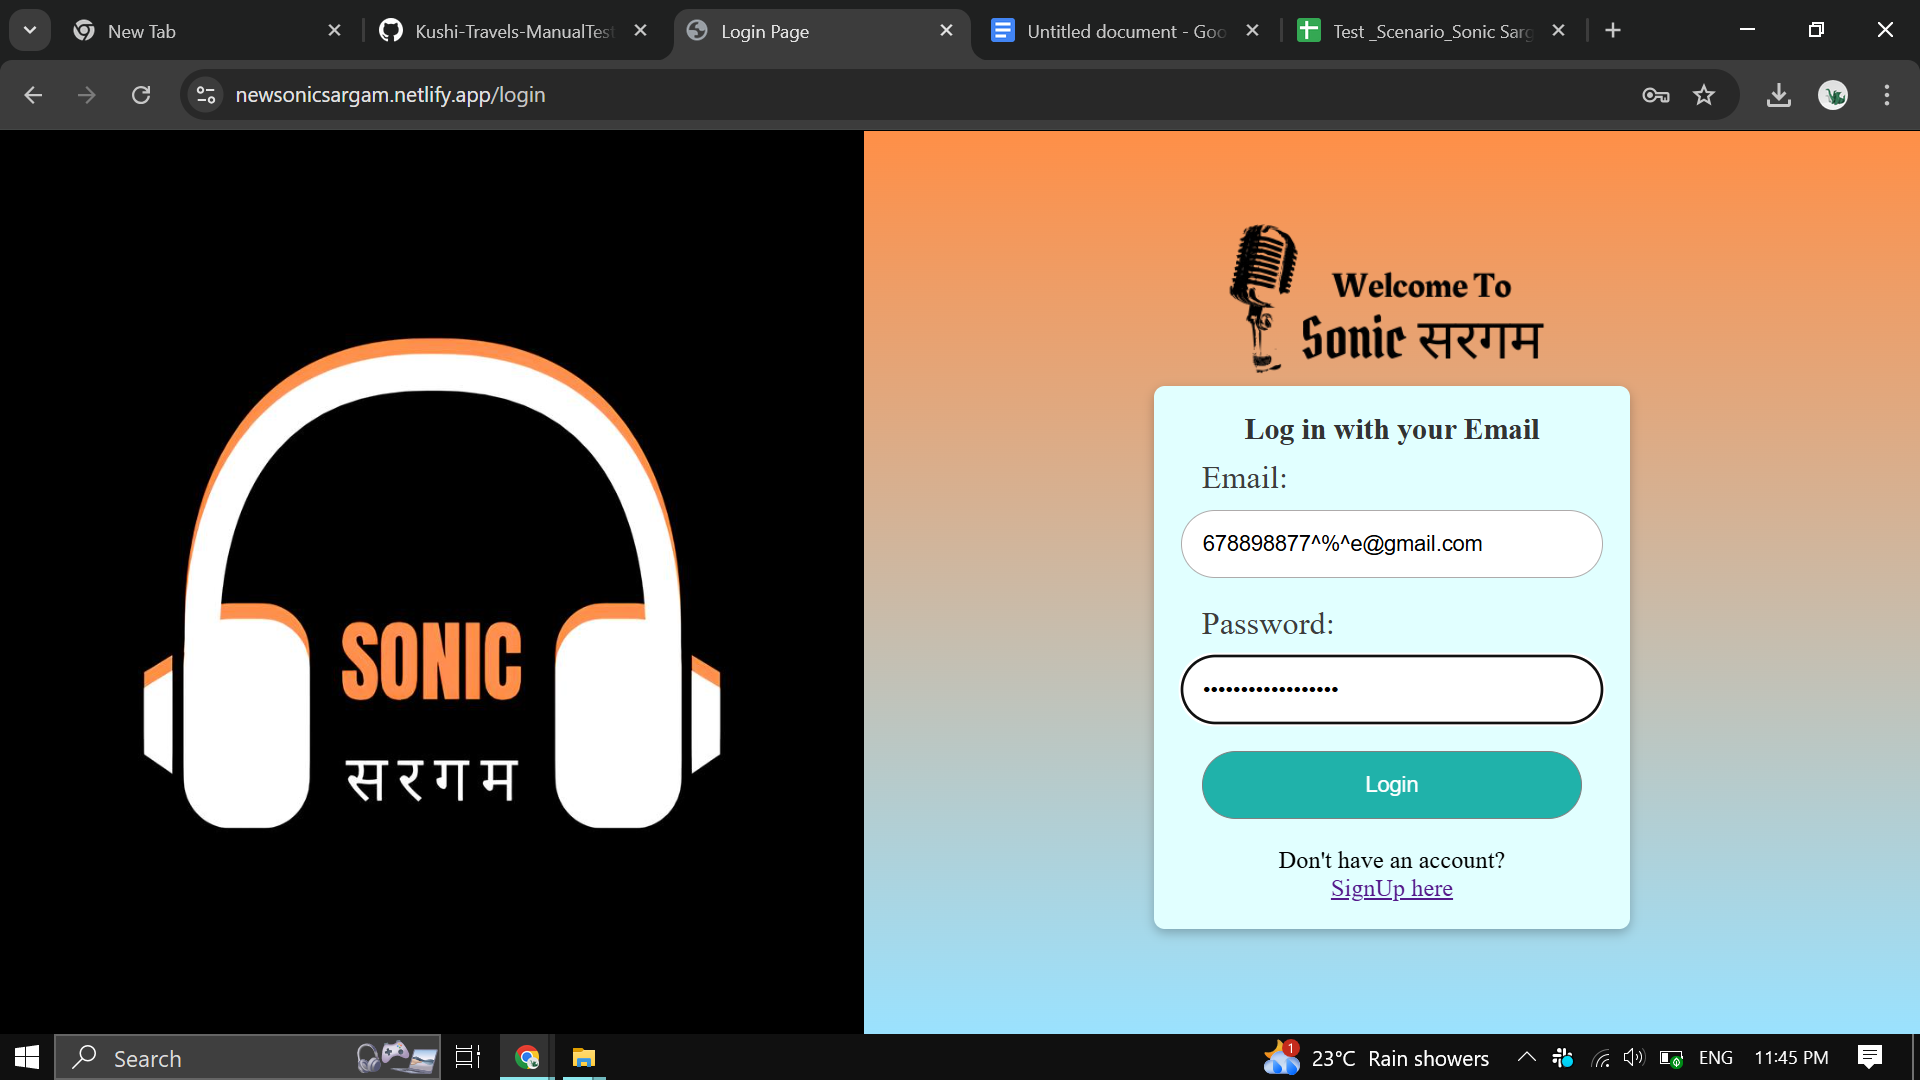 New Tab
Kushi-Travels-ManualTest
Login Page
Untitled document - Goo
Test _Scenario_Sonic Sarg
newsonicsargam.netlify.app/login
Welcome To
Sonic सरगम
SONIC
सरगम
Log in with your Email
Email:
678898877^%^e@gmail.com
Password:
••••••••••••••••••
Login
Don't have an account?
SignUp here
Search
1
23°C Rain showers
ENG
11:45 PM